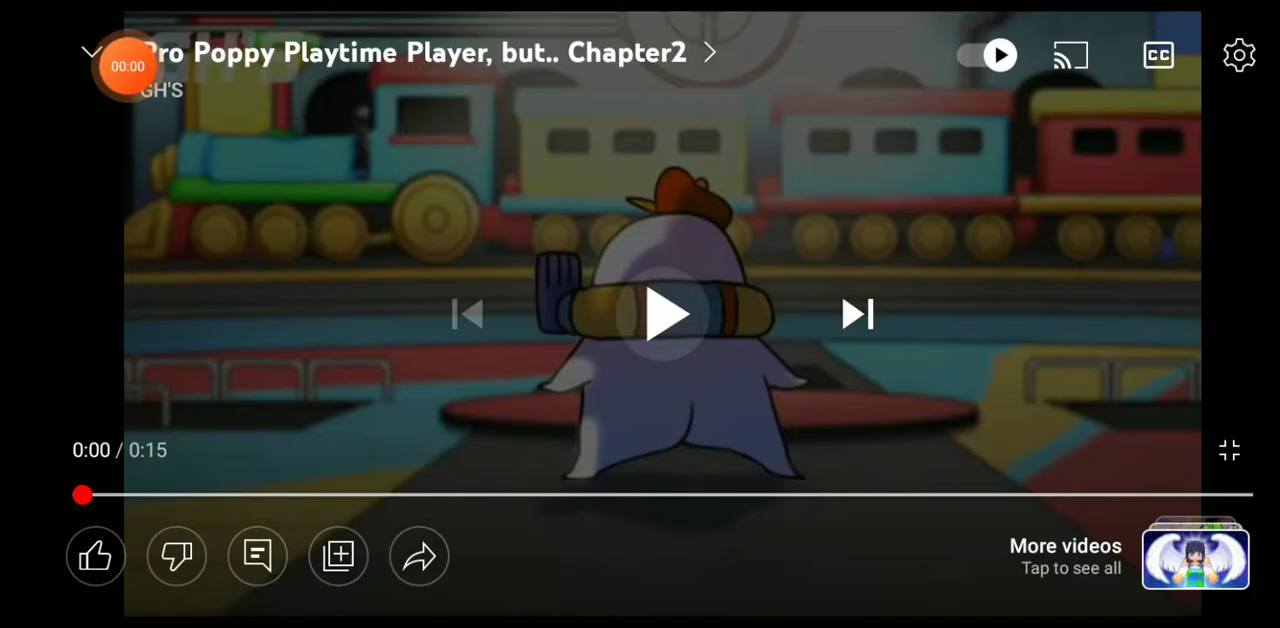 Pro Poppy Playtime Player, but.. Chapter2
00:00
GH'S
CC
0:00 / 0:15
More videos
Tap to see all